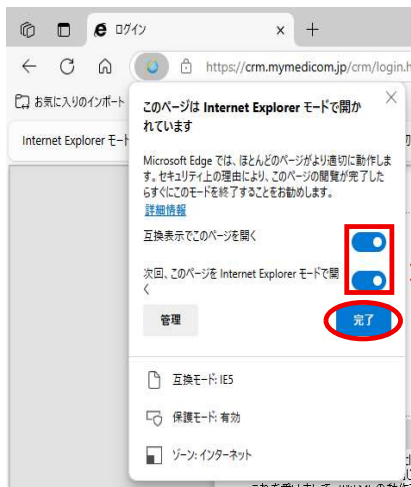 ログイン
https://crm.mymedicom.jp/crm/login.h
お気に入りのインポート
Internet Explorer モー
このページは Internet Explorer モードで開か
れています
Microsoft Edge では、ほとんどのページがより適切に動作しま
す。セキュリティ上の理由により、このページの閲覧が完了した
らすぐにこのモードを終了することをお勧めします。
詳細情報
互換表示でこのページを開く
次回、このページを Internet Explorer モードで開
く
管理
完了
互換モード: IE5
保護モード: 有効
ゾーン: インターネット